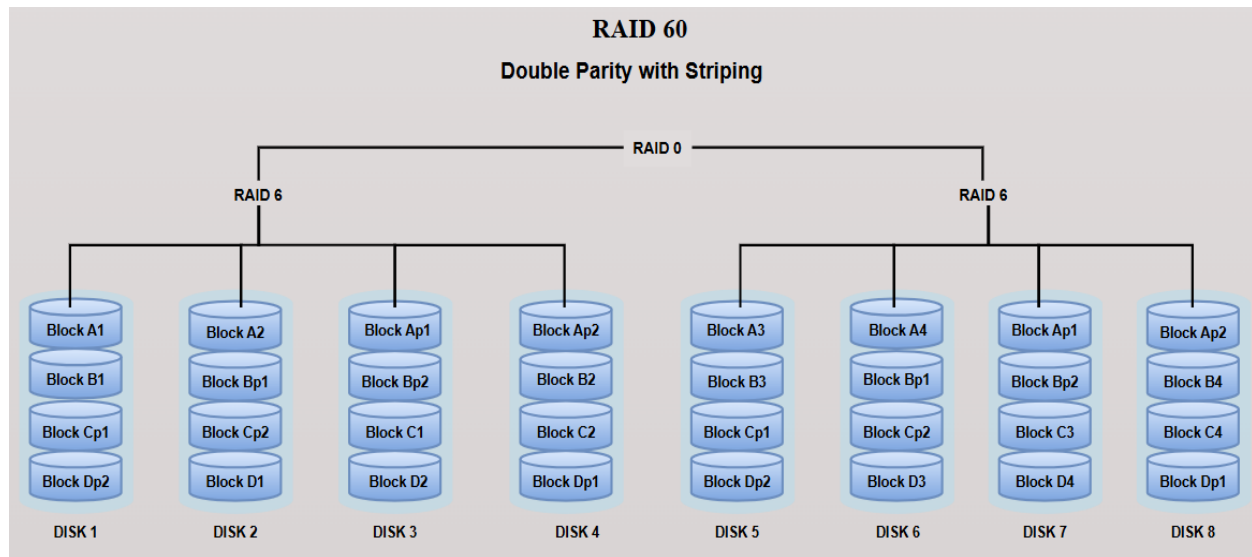 RAID 60
Double Parity with Striping
RAID 0
RAID 6 RAID 6
Block A1 Block A2 Block Ap1 Block Ap2 Block A3 Block A4 Block Ap1 Block Ap2
Block B1 Block Bp1 Block Bp2 Block B2 Block B3 Block Bp1 Block Bp2 Block B4
Block Cp1 Block Cp2 Block C1 Block C2 Block Cp1 Block Cp2 Block C3 Block C4
Block Dp2 Block D1 Block D2 Block Dp1 Block Dp2 Block D3 Block D4 Block Dp1
DISK 1 DISK 2 DISK 3 DISK 4 DISK 5 DISK 6 DISK 7 DISK 8